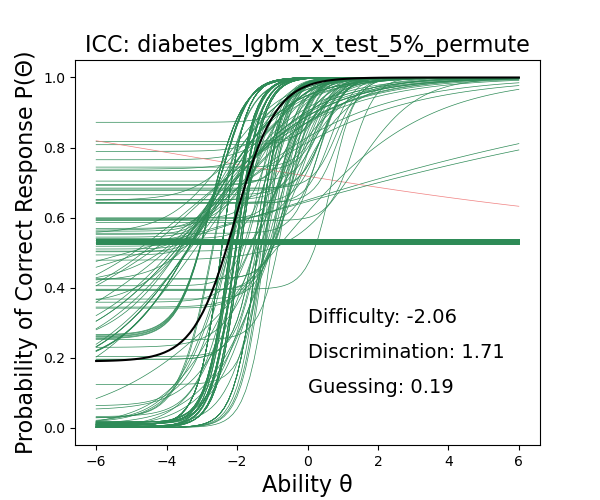 ICC: diabetes_lgbm_x_test_5%_permute
Probability of Correct Response P(Θ)
1.0
0.8
0.6
0.4
0.2
0.0
Difficulty: -2.06
Discrimination: 1.71
Guessing: 0.19
−6 −4 −2 0 2 4 6
Ability θ